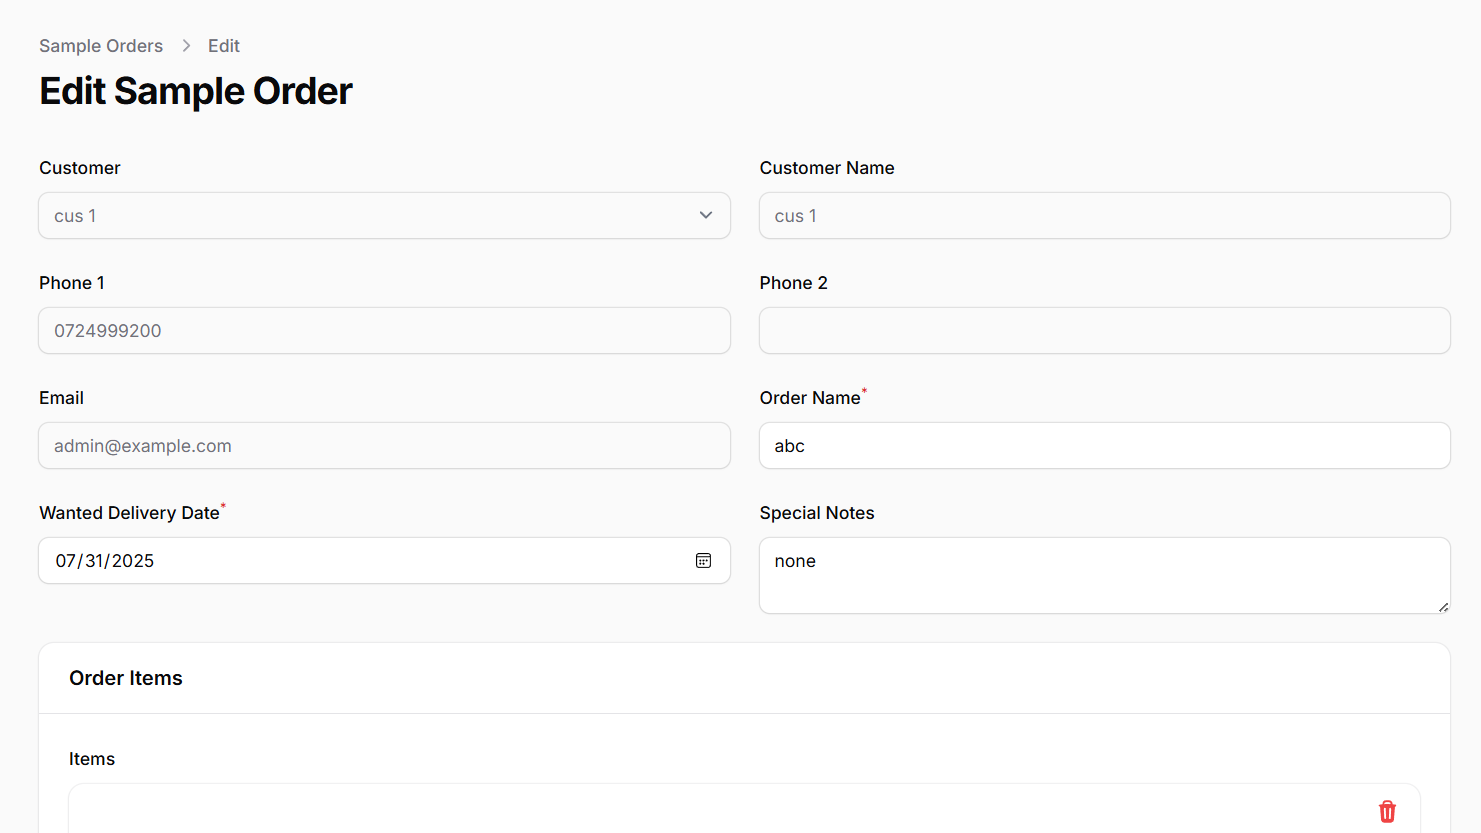 Sample Orders > Edit
Edit Sample Order
Customer
cus 1
Customer Name
cus 1
Phone 1
0724999200
Phone 2
Email
admin@example.com
Order Name*
abc
Wanted Delivery Date*
07/31/2025
Special Notes
none
Order Items
Items